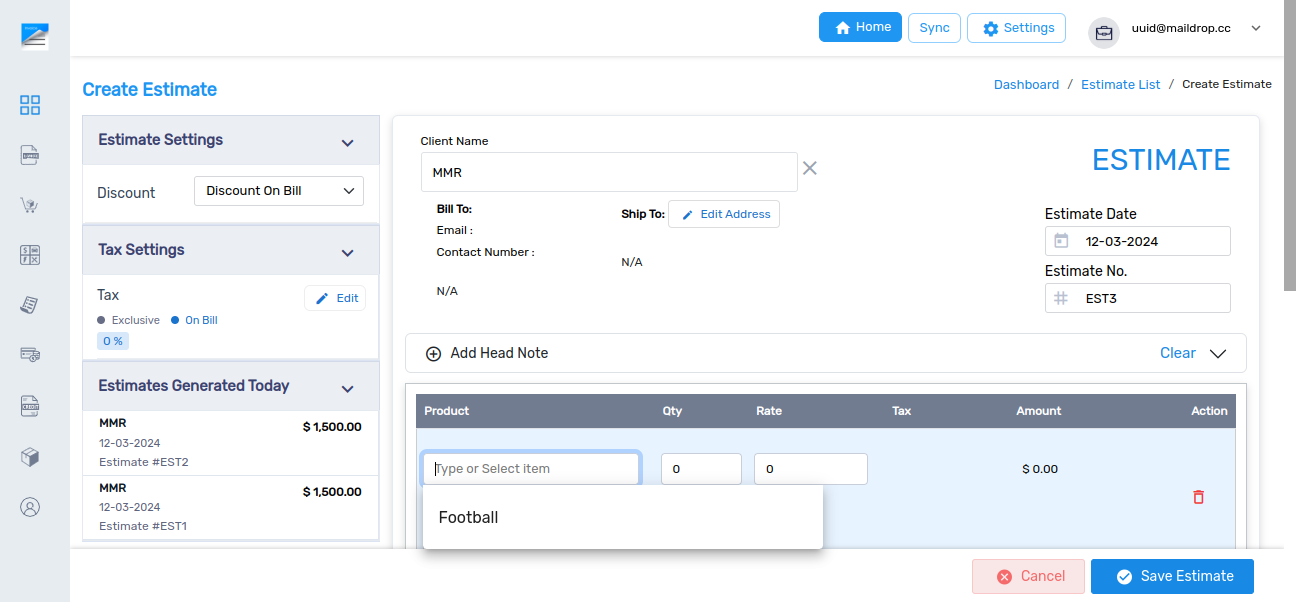 Home
Sync
Settings
uuid@maildrop.cc
Create Estimate
Dashboard / Estimate List / Create Estimate
Estimate Settings
Discount
Discount On Bill
Tax Settings
Tax
Edit
Exclusive
On Bill
0 %
Estimates Generated Today
MMR
$ 1,500.00
12-03-2024
Estimate #EST2
MMR
$ 1,500.00
12-03-2024
Estimate #EST1
Client Name
MMR
ESTIMATE
Bill To:
Email :
Contact Number :
N/A
Ship To:
Edit Address
N/A
Estimate Date
12-03-2024
Estimate No.
EST3
Add Head Note
Clear
Product Qty Rate Tax Amount Action
Type or Select item
0
0
$ 0.00
Football
Cancel
Save Estimate